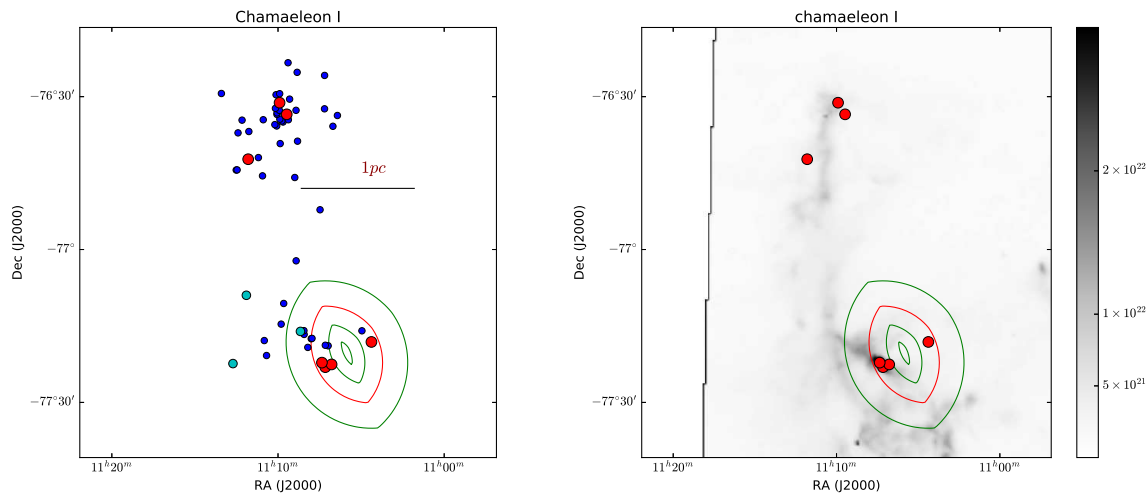 Chamaeleon I
chamaeleon I
−76°30′
−77°
−77°30′
Dec (J2000)
1pc
11h20m
11h10m
11h00m
RA (J2000)
−76°30′
−77°
−77°30′
Dec (J2000)
11h20m
11h10m
11h00m
RA (J2000)
2 × 10²²
1 × 10²²
5 × 10²¹